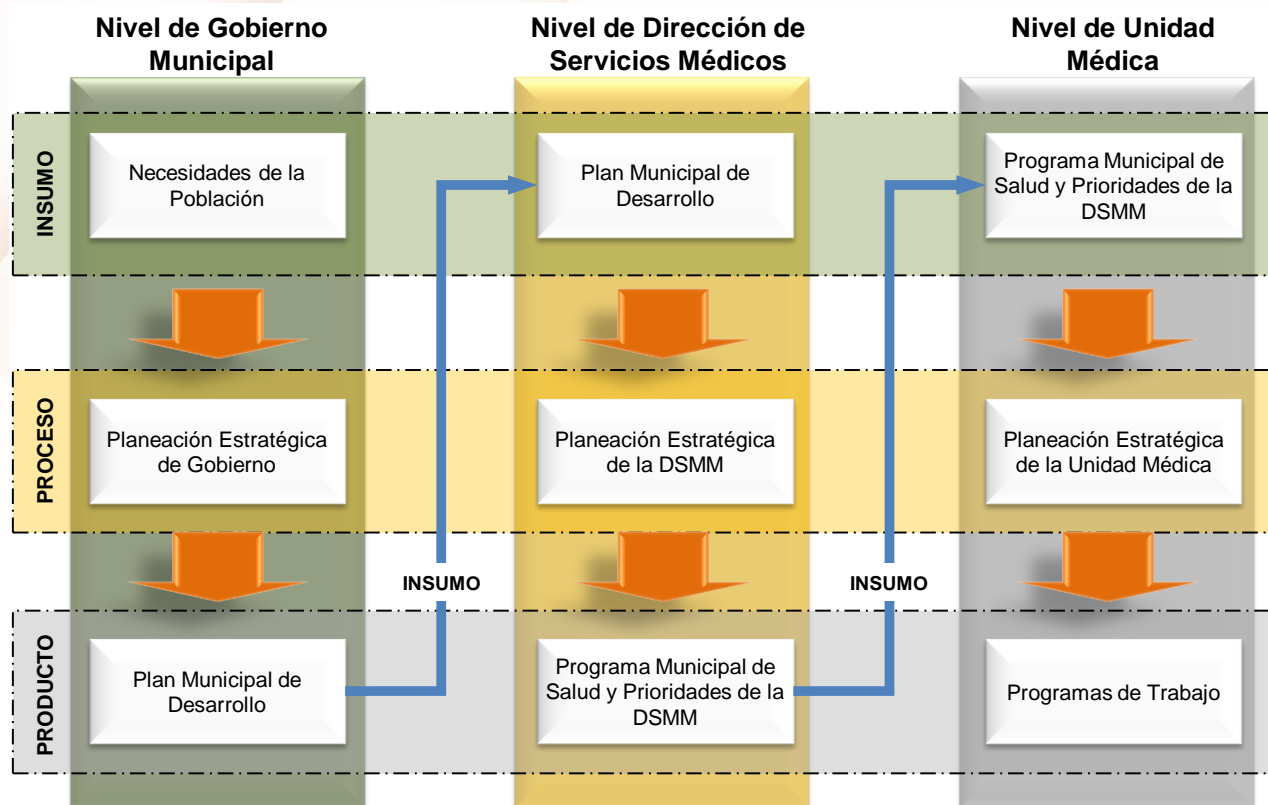 Nivel de Gobierno
Municipal
Nivel de Dirección de
Servicios Médicos
Nivel de Unidad
Médica
INSUMO
Necesidades de la
Población
Plan Municipal de
Desarrollo
Programa Municipal de
Salud y Prioridades de la
DSMM
PROCESO
Planeación Estratégica
de Gobierno
Planeación Estratégica
de la DSMM
Planeación Estratégica
de la Unidad Médica
INSUMO
INSUMO
PRODUCTO
Plan Municipal de
Desarrollo
Programa Municipal de
Salud y Prioridades de la
DSMM
Programas de Trabajo